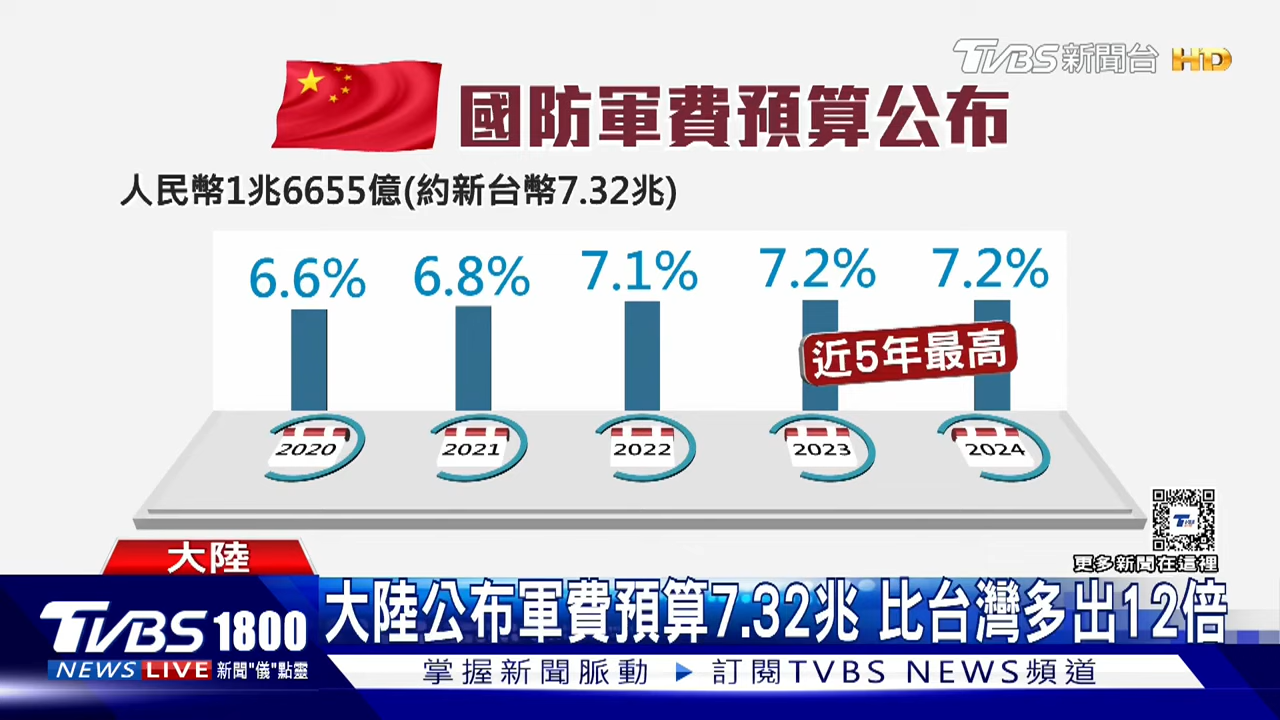 TVBS新聞台 HD
國防軍費預算公布
人民幣1兆6655億(約新台幣7.32兆)
6.6% 6.8% 7.1% 7.2% 7.2%
近5年最高
2020 2021 2022 2023 2024
TVBS
更多新聞在這裡
大陸
大陸公布軍費預算7.32兆 比台灣多出12倍
TVBS 1800
NEWS LIVE 新聞"儀"點靈
掌握新聞脈動 ▶ 訂閱TVBS NEWS頻道